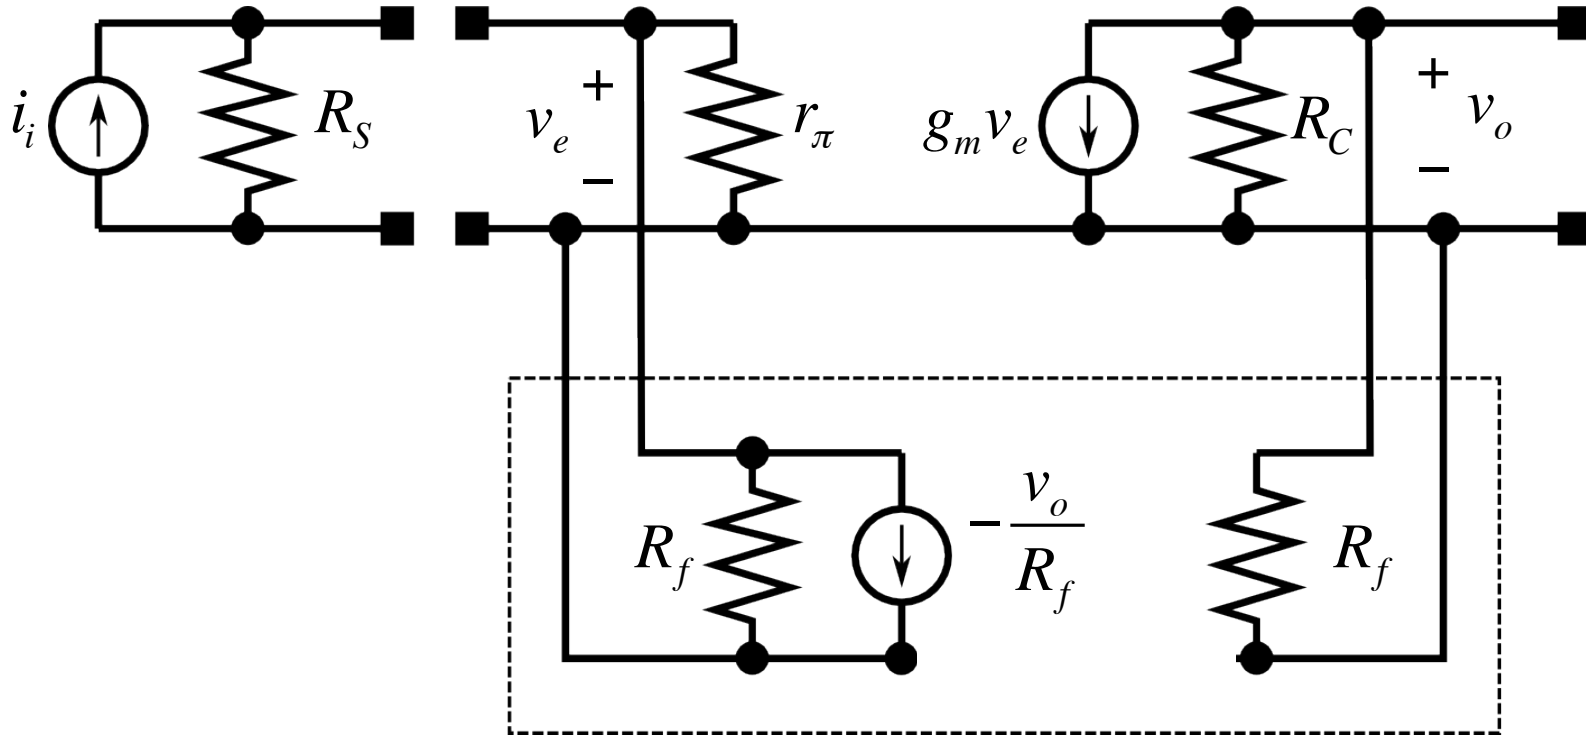 i_i
R_S
+
v_e
−
r_π
g_m v_e
R_C
+
v_o
−
R_f
− v_o / R_f
R_f